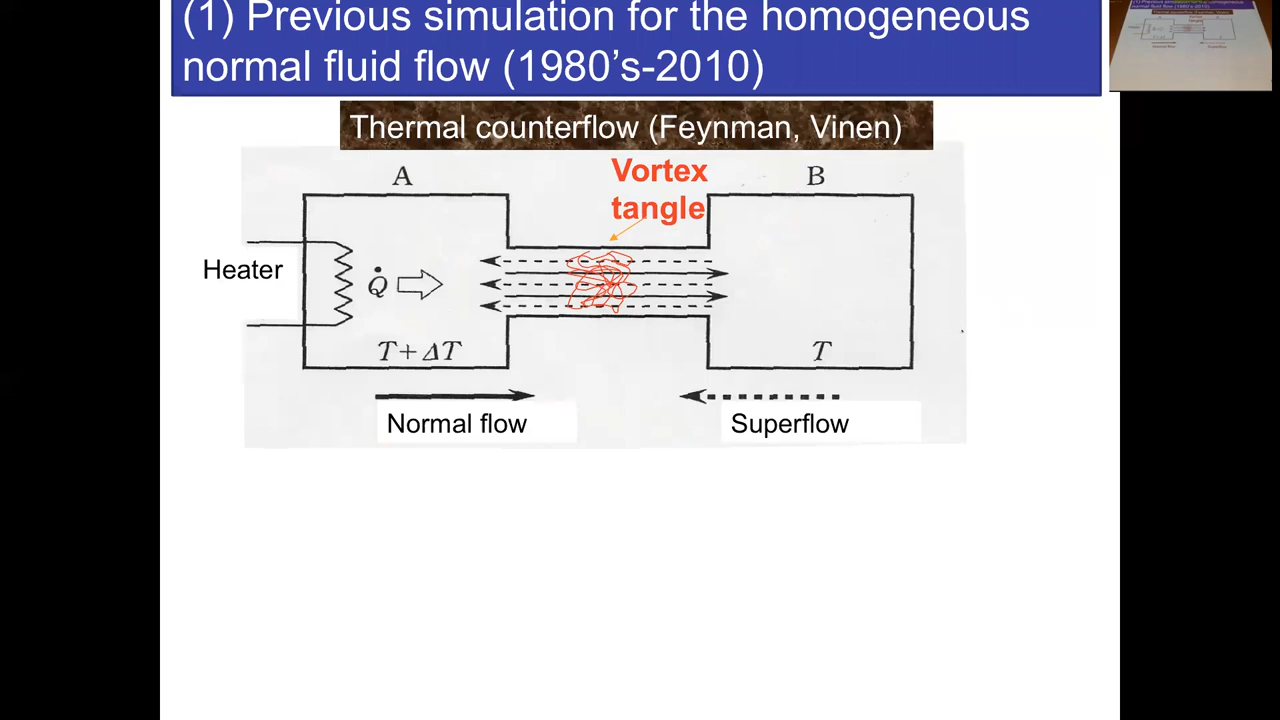 (1) Previous simulation for the homogeneous
normal fluid flow (1980’s-2010)
Thermal counterflow (Feynman, Vinen)
Vortex
tangle
A
B
Heater
Q̇
T+ΔT
T
Normal flow
Superflow